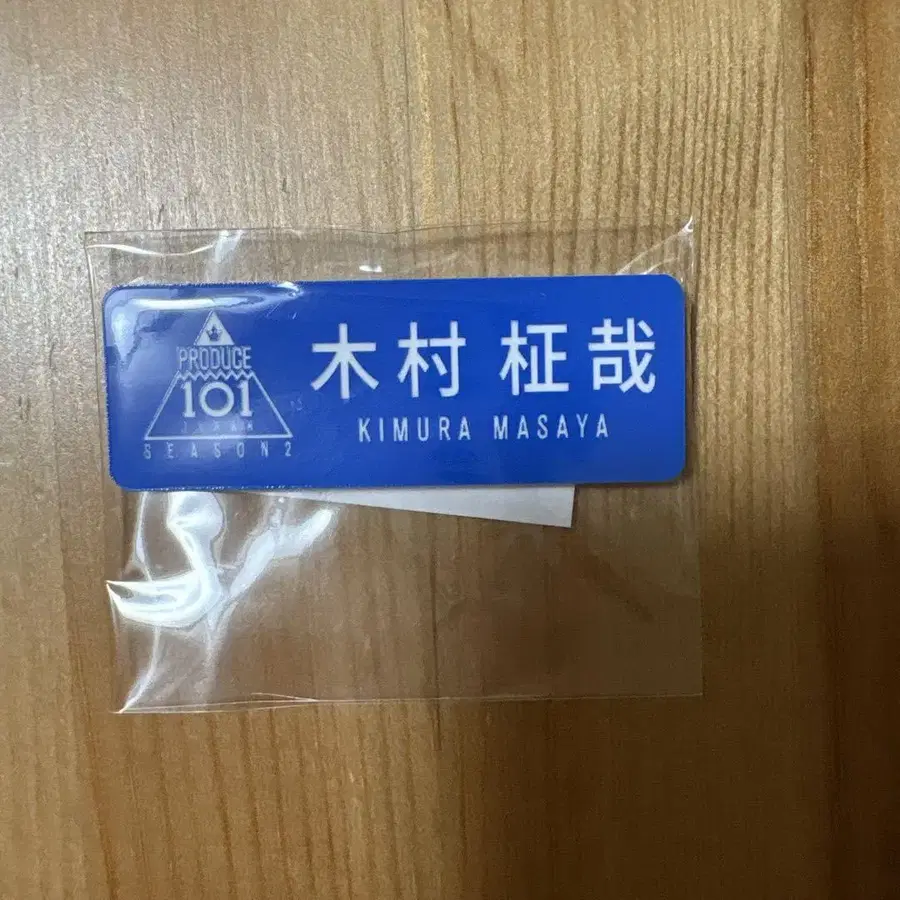 PRODUCE
101
JAPAN
SEASON2
木村 柾哉
KIMURA MASAYA